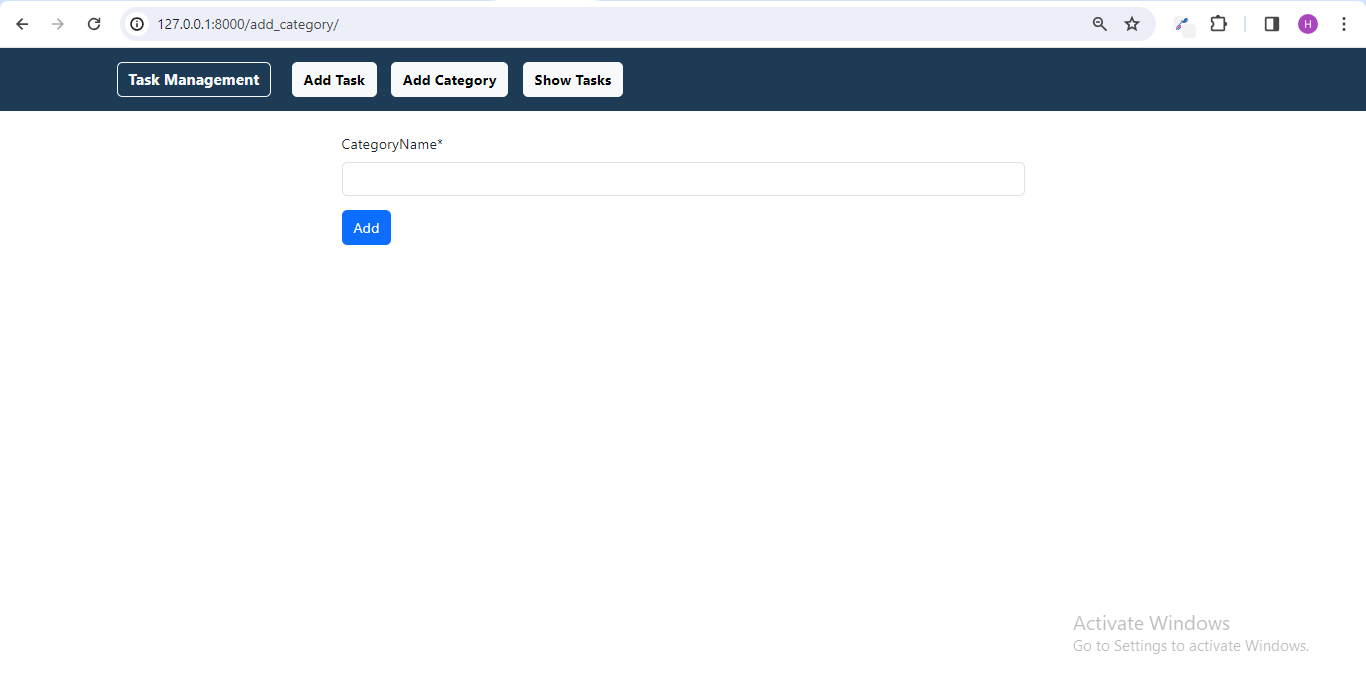 127.0.0.1:8000/add_category/
H
Task Management Add Task Add Category Show Tasks
CategoryName*
Add
Activate Windows
Go to Settings to activate Windows.